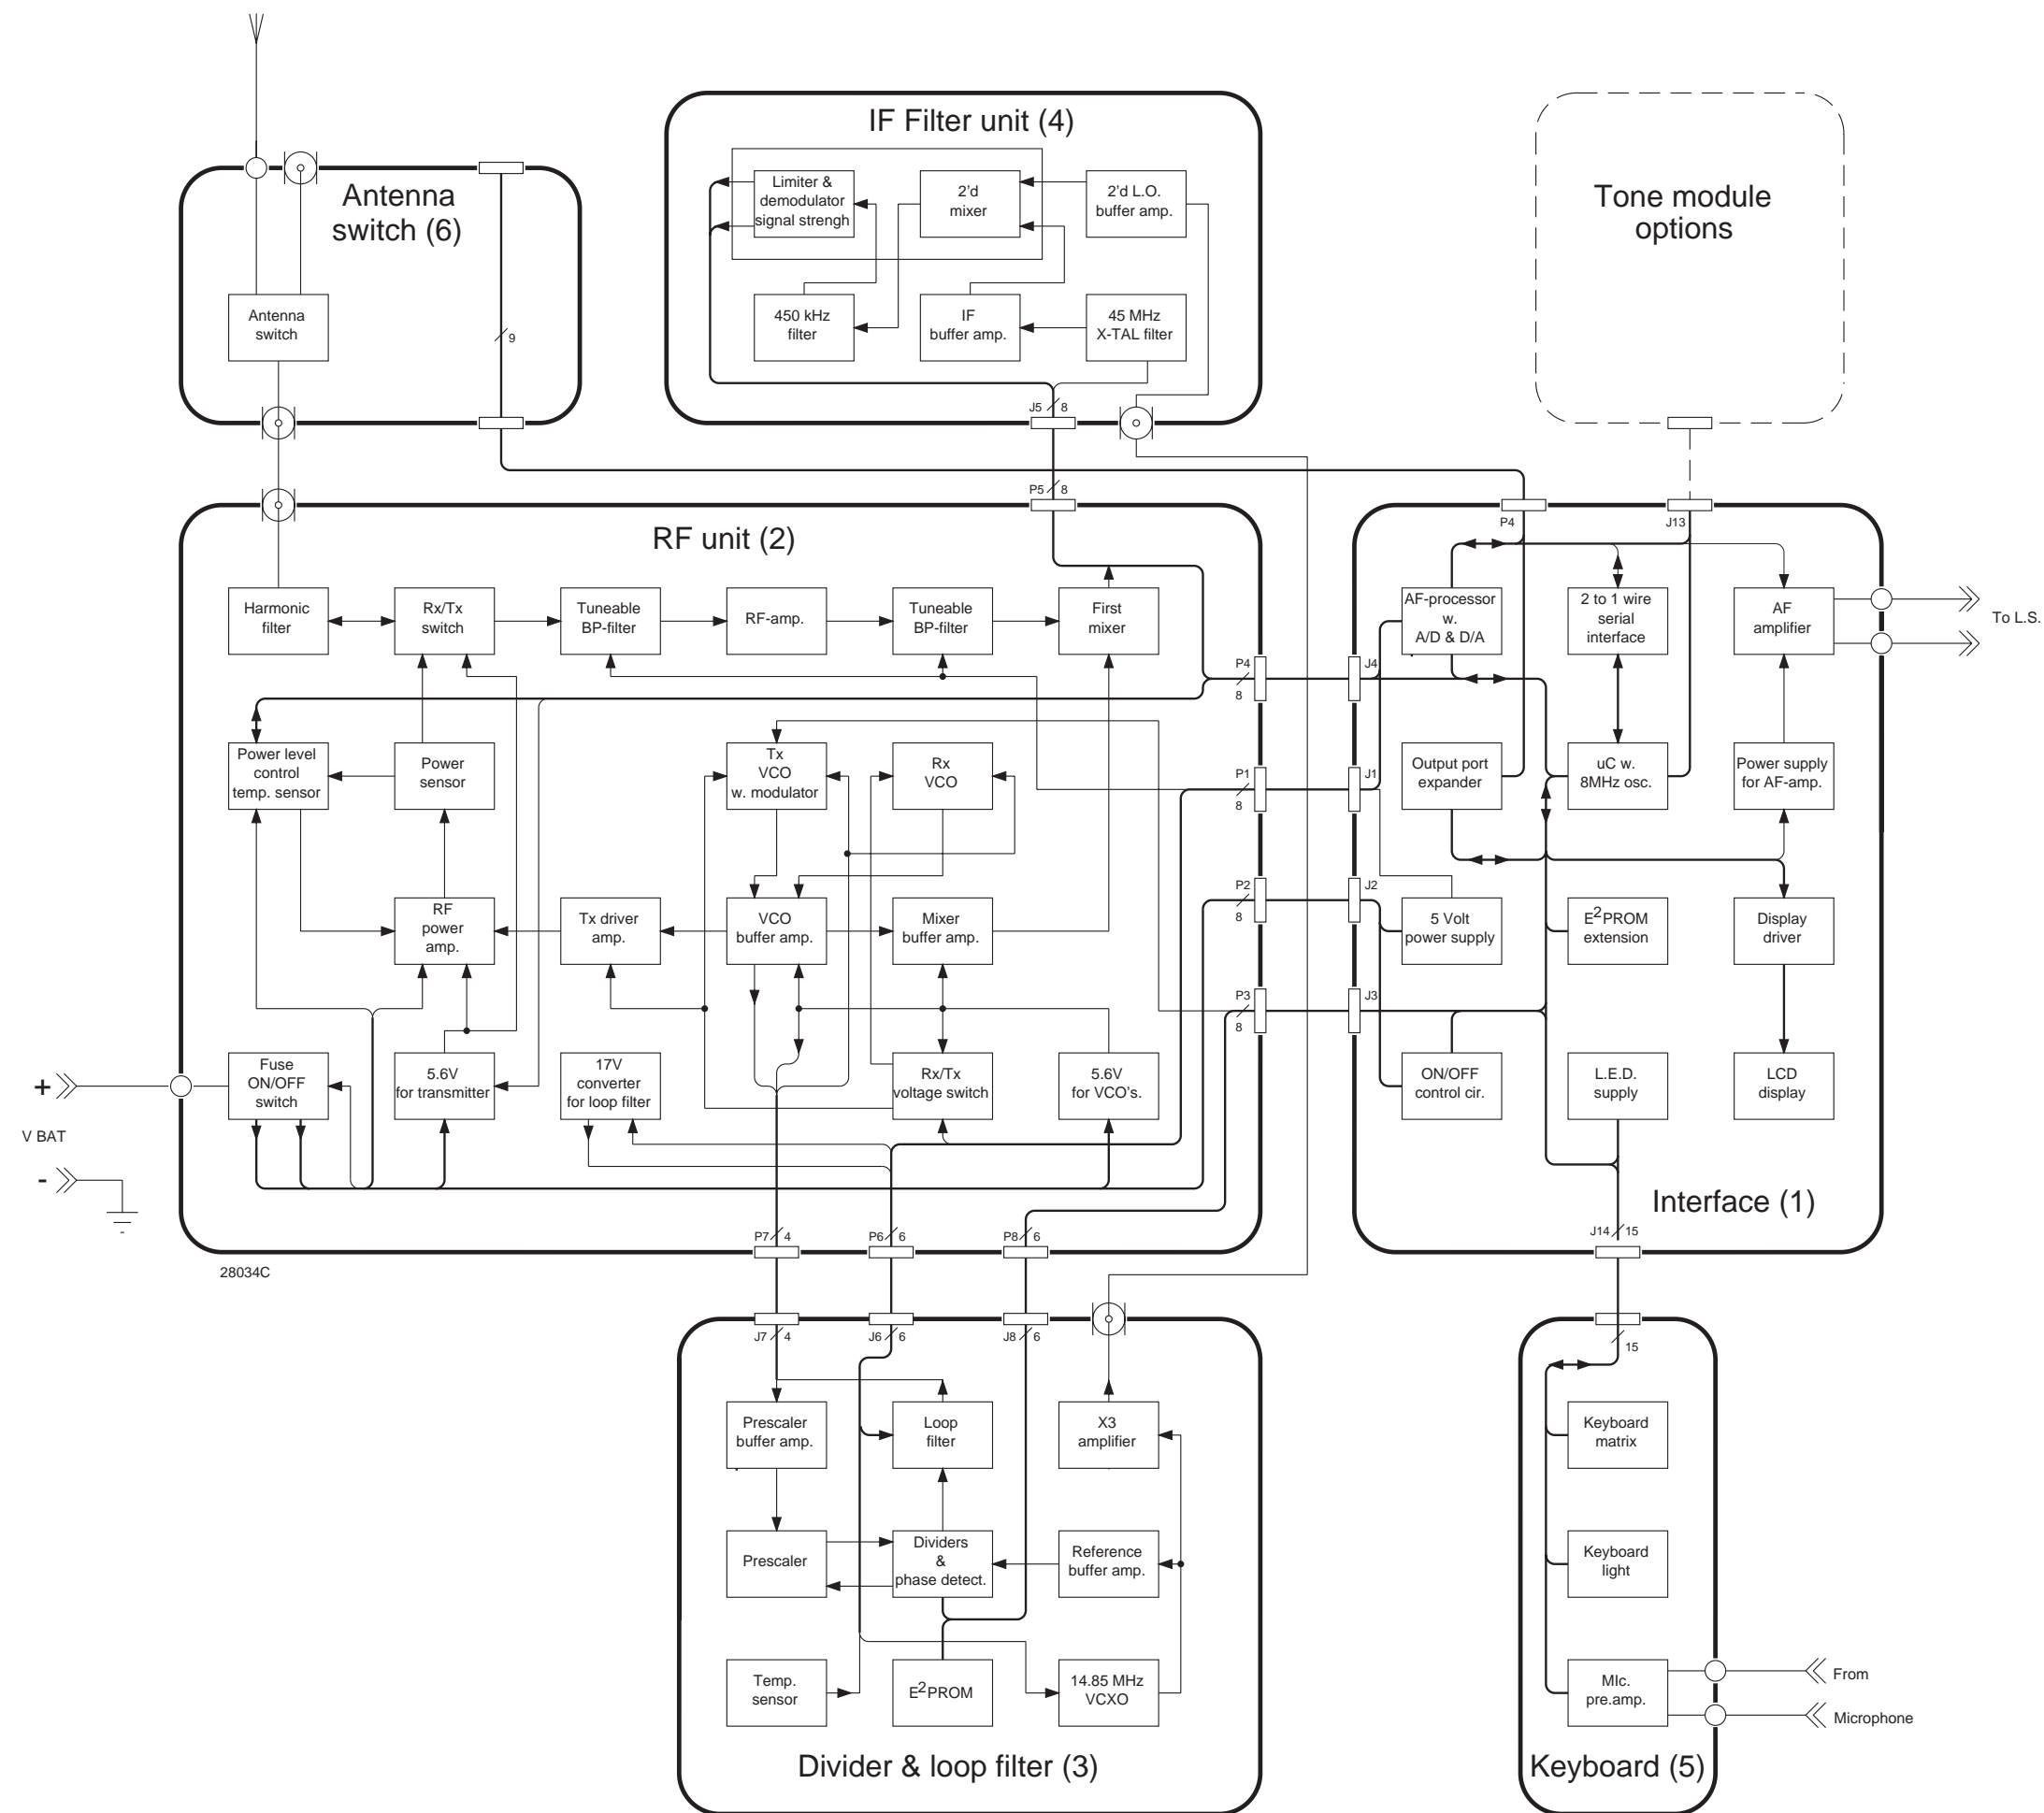 IF Filter unit (4)
Limiter &
demodulator
signal strengh
2'd
mixer
2'd L.O.
buffer amp.
450 kHz
filter
IF
buffer amp.
45 MHz
X-TAL filter
J5
8
Antenna
switch (6)
Antenna
switch
9
Tone module
options
P5
8
RF unit (2)
Harmonic
filter
Rx/Tx
switch
Tuneable
BP-filter
RF-amp.
Tuneable
BP-filter
First
mixer
P4
8
Power level
control
temp. sensor
Power
sensor
Tx
VCO
w. modulator
Rx
VCO
P1
8
RF
power
amp.
Tx driver
amp.
VCO
buffer amp.
Mixer
buffer amp.
P2
8
P3
8
Fuse
ON/OFF
switch
5.6V
for transmitter
17V
converter
for loop filter
Rx/Tx
voltage switch
5.6V
for VCO's.
+
V BAT
-
P7
4
P6
6
P8
6
28034C
P4
J13
AF-processor
w.
A/D & D/A
2 to 1 wire
serial
interface
AF
amplifier
To L.S.
J4
J1
Output port
expander
uC w.
8MHz osc.
Power supply
for AF-amp.
J2
5 Volt
power supply
E2PROM
extension
Display
driver
J3
ON/OFF
control cir.
L.E.D.
supply
LCD
display
Interface (1)
J14
15
J7
4
J6
6
J8
6
Prescaler
buffer amp.
Loop
filter
X3
amplifier
Prescaler
Dividers
&
phase detect.
Reference
buffer amp.
Temp.
sensor
E2PROM
14.85 MHz
VCXO
Divider & loop filter (3)
15
Keyboard
matrix
Keyboard
light
MIc.
pre.amp.
From
Microphone
Keyboard (5)